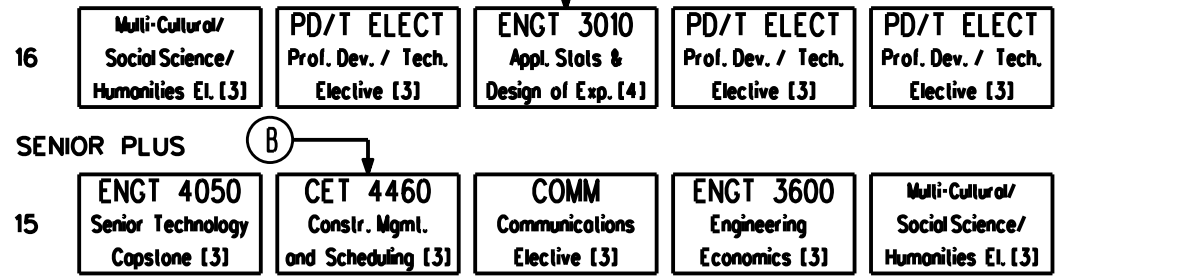 16
Multi-Cultural/
Social Science/
Humanities El. [3]
PD/T ELECT
Prof. Dev. / Tech.
Elective [3]
ENGT 3010
Appl. Stats &
Design of Exp. [4]
PD/T ELECT
Prof. Dev. / Tech.
Elective [3]
PD/T ELECT
Prof. Dev. / Tech.
Elective [3]
SENIOR PLUS
B
15
ENGT 4050
Senior Technology
Capstone [3]
CET 4460
Constr. Mgmt.
and Scheduling [3]
COMM
Communications
Elective [3]
ENGT 3600
Engineering
Economics [3]
Multi-Cultural/
Social Science/
Humanities El. [3]